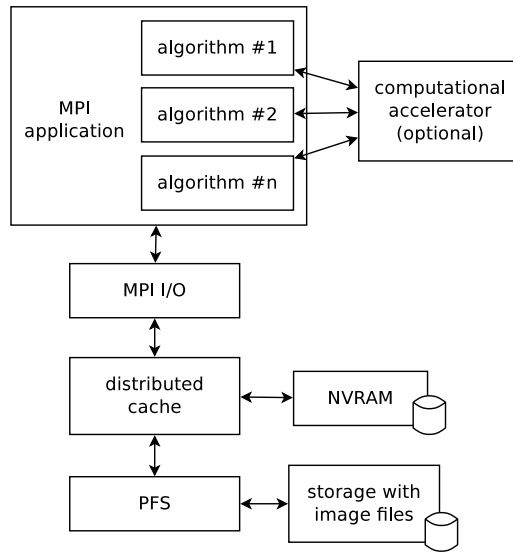 algorithm #1
MPI
application
algorithm #2
algorithm #n
computational
accelerator
(optional)
MPI I/O
distributed
cache
NVRAM
PFS
storage with
image files